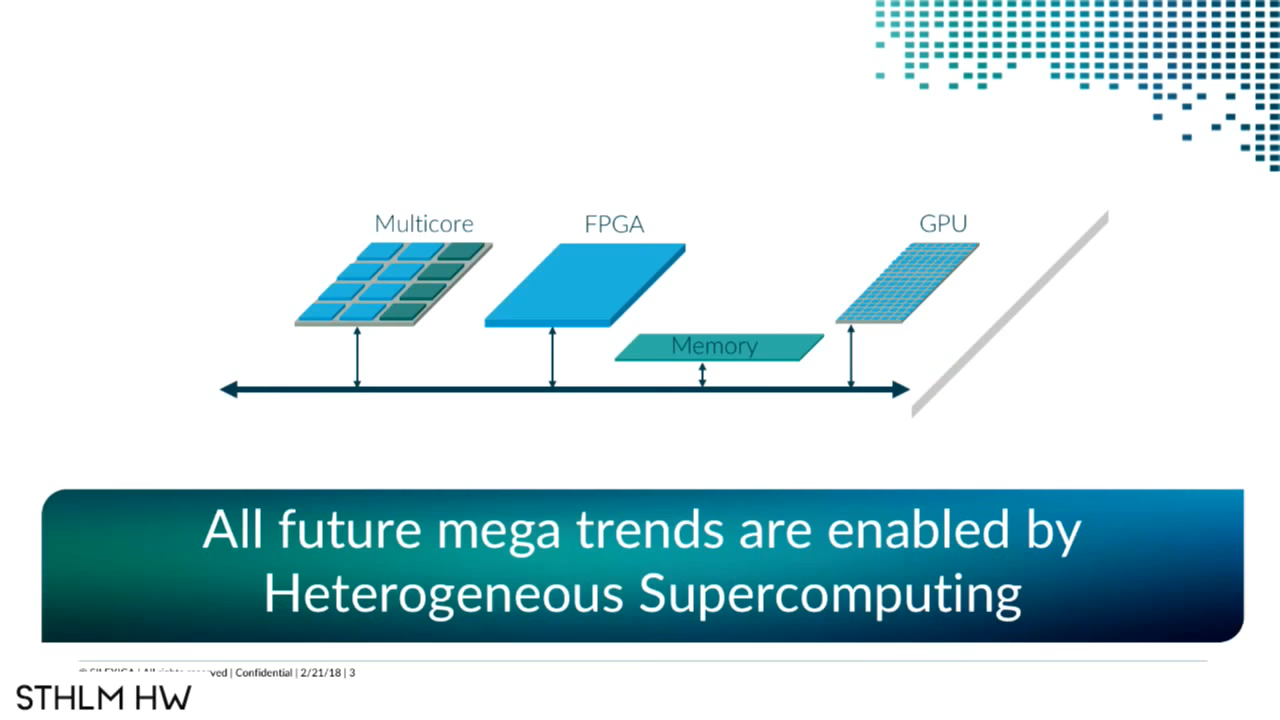 Multicore
FPGA
GPU
Memory
All future mega trends are enabled by
Heterogeneous Supercomputing
| Confidential | 2/21/18 | 3
STHLM HW